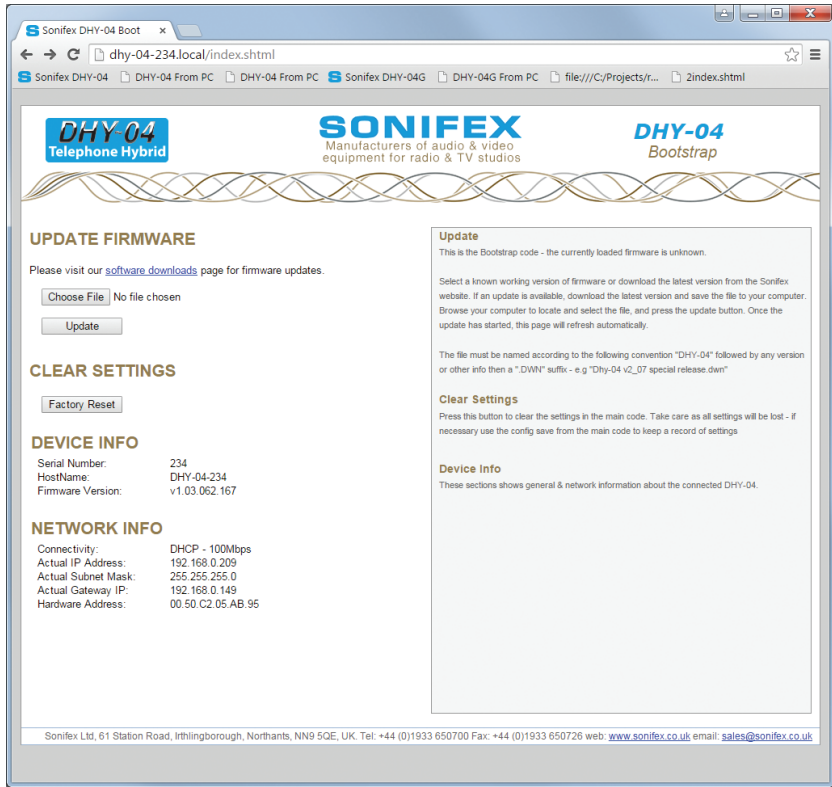 Sonifex DHY-04 Boot
dhy-04-234.local/index.shtml
Sonifex DHY-04 DHY-04 From PC DHY-04 From PC Sonifex DHY-04G DHY-04G From PC file:///C:/Projects/r... 2index.shtml
DHY-04
Telephone Hybrid
SONIFEX
Manufacturers of audio & video
equipment for radio & TV studios
DHY-04
Bootstrap
UPDATE FIRMWARE
Please visit our software downloads page for firmware updates.
Choose File No file chosen
Update
CLEAR SETTINGS
Factory Reset
DEVICE INFO
Serial Number: 234
HostName: DHY-04-234
Firmware Version: v1.03.062.167
NETWORK INFO
Connectivity: DHCP - 100Mbps
Actual IP Address: 192.168.0.209
Actual Subnet Mask: 255.255.255.0
Actual Gateway IP: 192.168.0.149
Hardware Address: 00.50.C2.05.AB.95
Update
This is the Bootstrap code - the currently loaded firmware is unknown.
Select a known working version of firmware or download the latest version from the Sonifex
website. If an update is available, download the latest version and save the file to your computer.
Browse your computer to locate and select the file, and press the update button. Once the
update has started, this page will refresh automatically.
The file must be named according to the following convention "DHY-04" followed by any version
or other info then a ".DWN" suffix - e.g "Dhy-04 v2_07 special release.dwn"
Clear Settings
Press this button to clear the settings in the main code. Take care as all settings will be lost - if
necessary use the config save from the main code to keep a record of settings
Device Info
These sections shows general & network information about the connected DHY-04.
Sonifex Ltd, 61 Station Road, Irthlingborough, Northants, NN9 5QE, UK. Tel: +44 (0)1933 650700 Fax: +44 (0)1933 650726 web: www.sonifex.co.uk email: sales@sonifex.co.uk